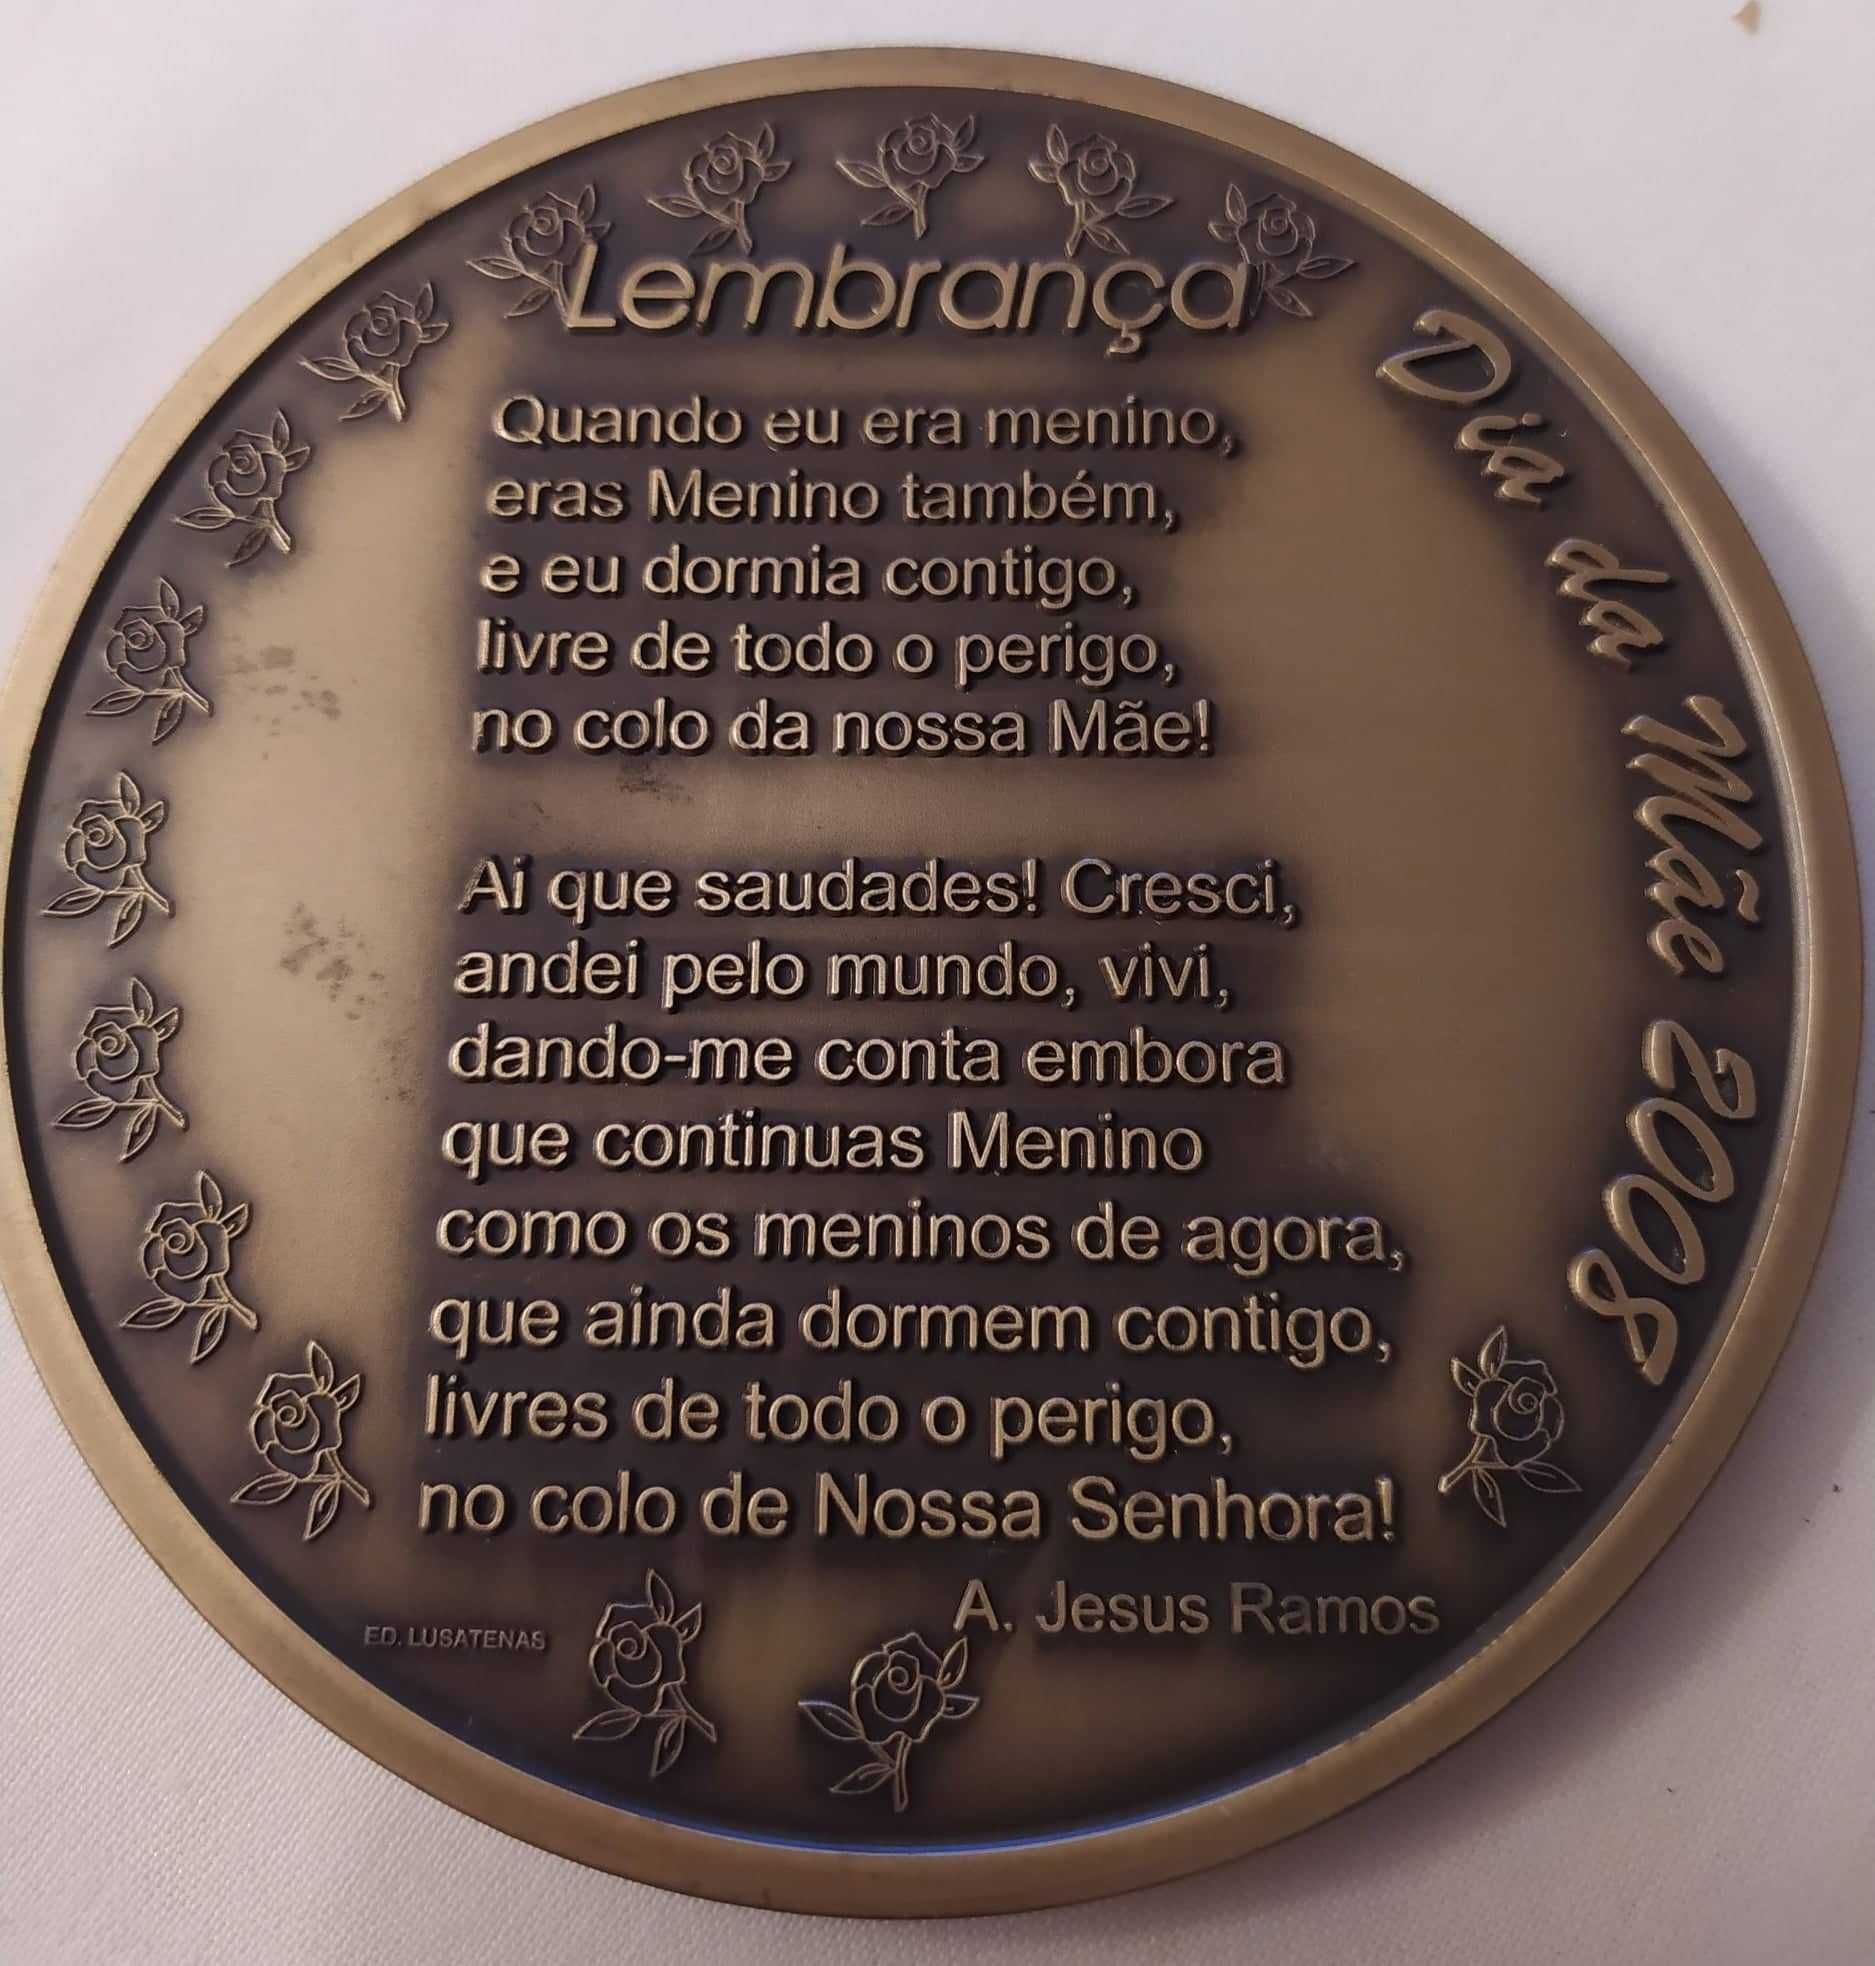 Lembrança
Dia da Mãe 2008
Quando eu era menino,
eras Menino também,
e eu dormia contigo,
livre de todo o perigo,
no colo da nossa Mãe!
Ai que saudades! Cresci,
andei pelo mundo, vivi,
dando-me conta embora
que continuas Menino
como os meninos de agora,
que ainda dormem contigo,
livres de todo o perigo,
no colo de Nossa Senhora!
A. Jesus Ramos
ED. LUSATENAS